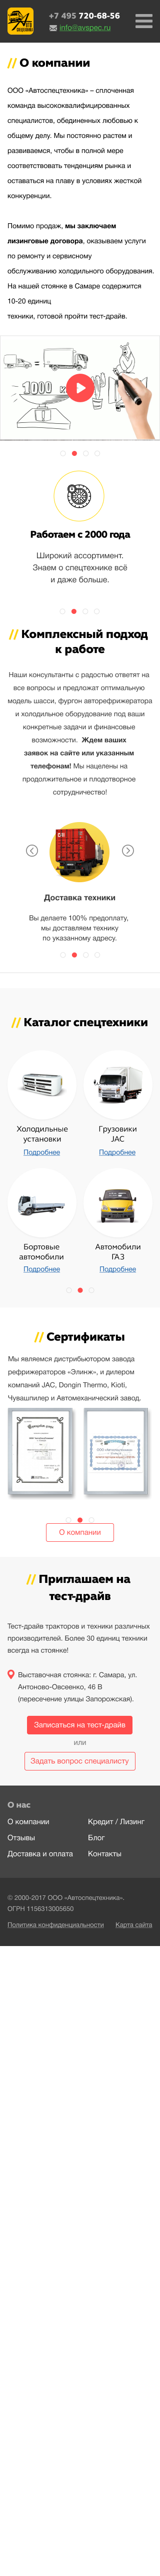 +7 495 720-68-56
info@avspec.ru
// О компании
ООО «Автоспецтехника» – сплоченная
команда высококвалифицированных
специалистов, объединенных любовью к
общему делу. Мы постоянно растем и
развиваемся, чтобы в полной мере
соответствовать тенденциям рынка и
оставаться на плаву в условиях жесткой
конкуренции.
Помимо продаж, мы заключаем
лизинговые договора, оказываем услуги
по ремонту и сервисному
обслуживанию холодильного оборудования.
На нашей стоянке в Самаре содержится
10-20 единиц
техники, готовой пройти тест-драйв.
1000
Работаем с 2000 года
Широкий ассортимент.
Знаем о спецтехнике всё
и даже больше.
// Комплексный подход
к работе
Наши консультанты с радостью ответят на
все вопросы и предложат оптимальную
модель шасси, фургон авторефрижератора
и холодильное оборудование под ваши
конкретные задачи и финансовые
возможности. Ждем ваших
заявок на сайте или указанным
телефонам! Мы нацелены на
продолжительное и плодотворное
сотрудничество!
Доставка техники
Вы делаете 100% предоплату,
мы доставляем технику
по указанному адресу.
// Каталог спецтехники
Холодильные
установки
Подробнее
Грузовики
JAC
Подробнее
Бортовые
автомобили
Подробнее
Автомобили
ГАЗ
Подробнее
// Сертификаты
Мы являемся дистрибьютором завода
рефрижераторов «Элинж», и дилером
компаний JAC, Dongin Thermo, Kioti,
Чувашпилер и Автомеханический завод.
О компании
// Приглашаем на
тест-драйв
Тест-драйв тракторов и техники различных
производителей. Более 30 единиц техники
всегда на стоянке!
Выставочная стоянка: г. Самара, ул.
Антоново-Овсеенко, 46 В
(пересечение улицы Запорожская).
Записаться на тест-драйв
или
Задать вопрос специалисту
О нас
О компании
Отзывы
Доставка и оплата
Кредит / Лизинг
Блог
Контакты
© 2000-2017 ООО «Автоспецтехника».
ОГРН 1156313005650
Политика конфиденциальности Карта сайта